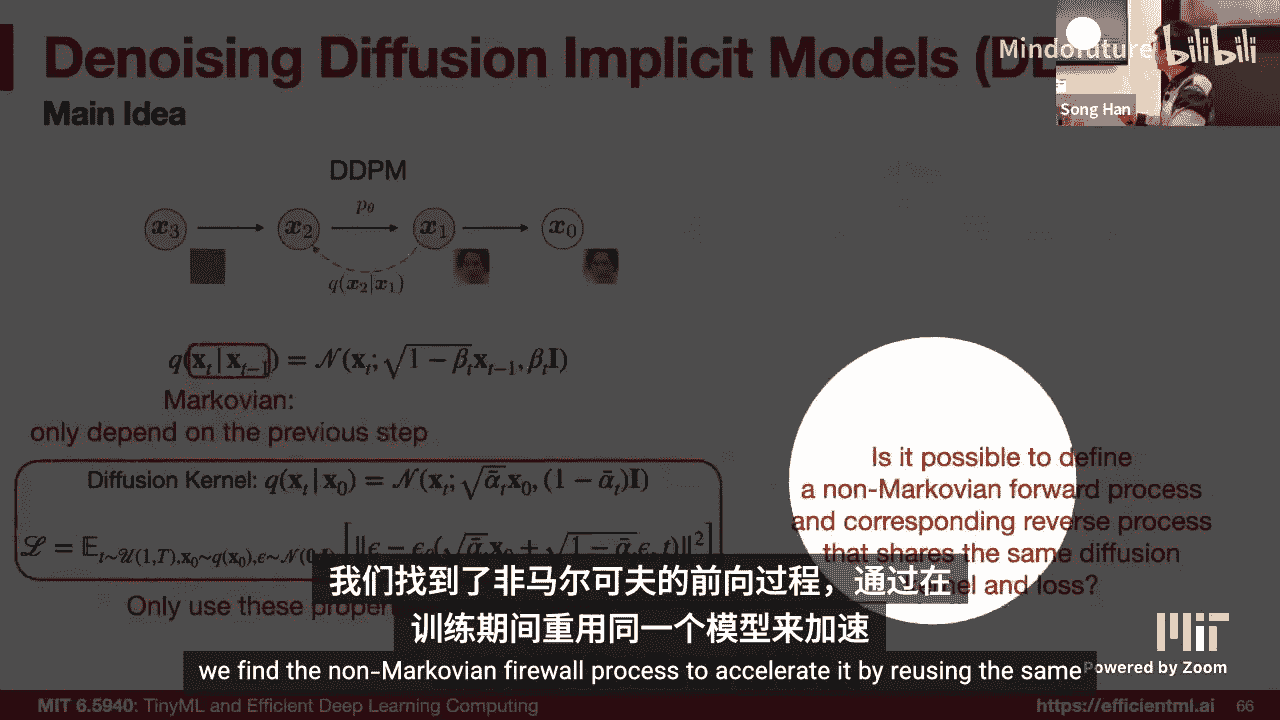 Denoising Diffusion Implicit Models (DD
Mindofuture
bilibili
Main Idea
Song Han
DDPM
pθ
x₃ x₂ x₁ x₀
q(x₂|x₁)
q(xₜ|xₜ₋₁) = 𝒩(xₜ; √(1 − βₜ)xₜ₋₁, βₜI)
Markovian:
only depend on the previous step
Diffusion Kernel: q(xₜ|x₀) = 𝒩(xₜ; √ᾱₜx₀, (1 − ᾱₜ)I)
Is it possible to define
a non-Markovian forward process
and corresponding reverse process
that shares the same diffusion
and loss?
ℒ = 𝔼
Only use these
我们找到了非马尔可夫的前向过程，通过在
训练期间重用同一个模型来加速
we find the non-Markovian firewall process to accelerate it by reusing the same
MIT
Powered by Zoom
MIT 6.5940: TinyML and Efficient Deep Learning Computing
https://efficientml.ai
66